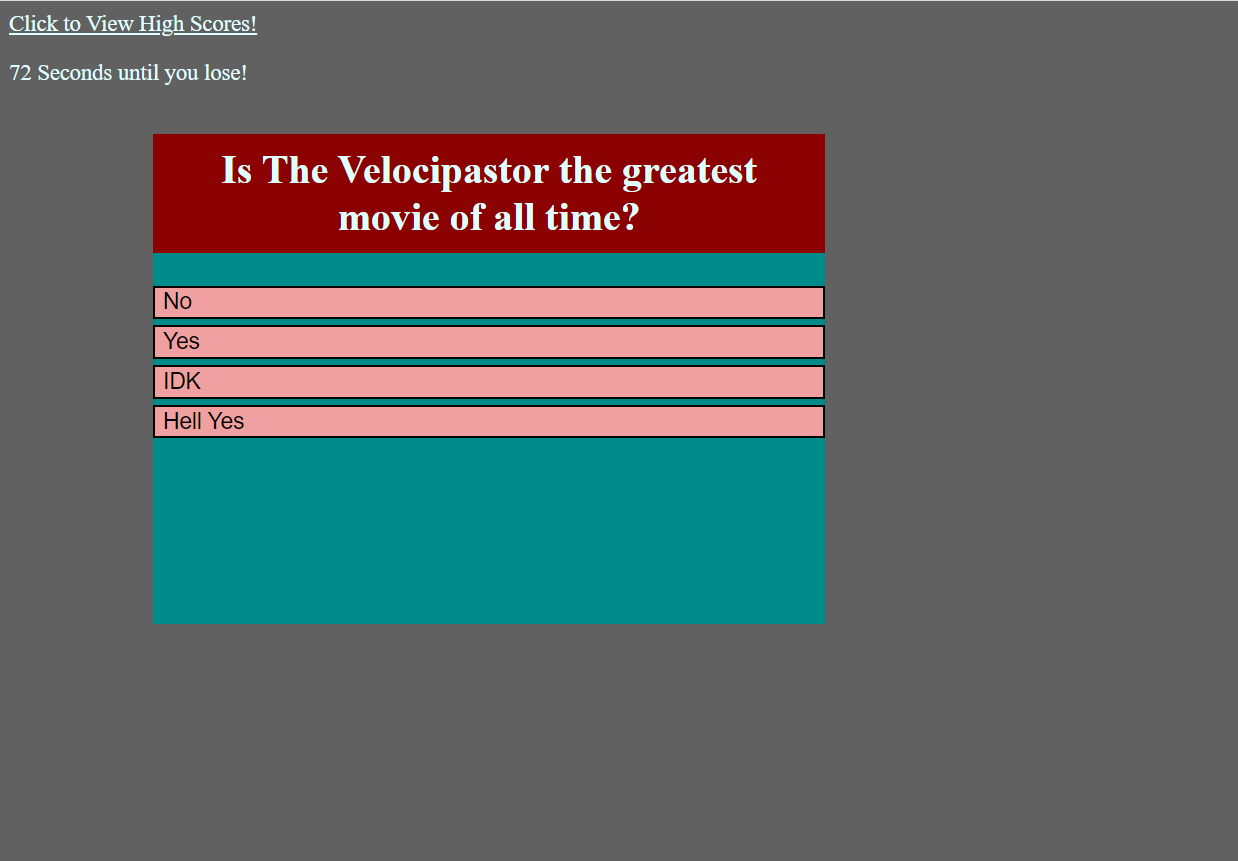 Click to View High Scores!
72 Seconds until you lose!
Is The Velocipastor the greatest
movie of all time?
No
Yes
IDK
Hell Yes